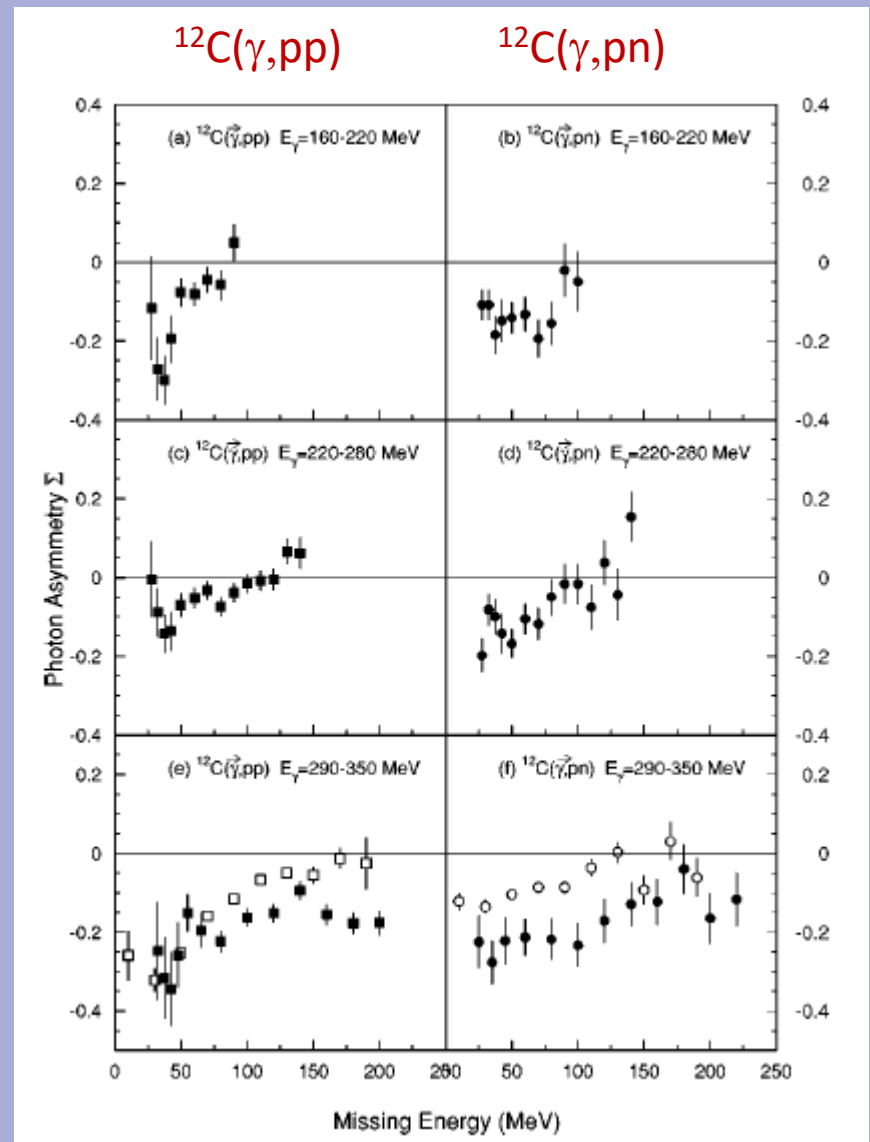 ¹²C(γ,pp) ¹²C(γ,pn)
0.4 0.4
(a) ¹²C(γ⃗,pp) Eγ=160-220 MeV (b) ¹²C(γ⃗,pn) Eγ=160-220 MeV
0.2 0.2
0 0
-0.2 -0.2
-0.4 -0.4
(c) ¹²C(γ⃗,pp) Eγ=220-280 MeV (d) ¹²C(γ⃗,pn) Eγ=220-280 MeV
0.2 0.2
0 0
-0.2 -0.2
-0.4 -0.4
(e) ¹²C(γ⃗,pp) Eγ=290-350 MeV (f) ¹²C(γ⃗,pn) Eγ=290-350 MeV
0.2 0.2
0 0
-0.2 -0.2
-0.4 -0.4
0 50 100 150 200 50 100 150 200 250
Photon Asymmetry Σ
Missing Energy (MeV)